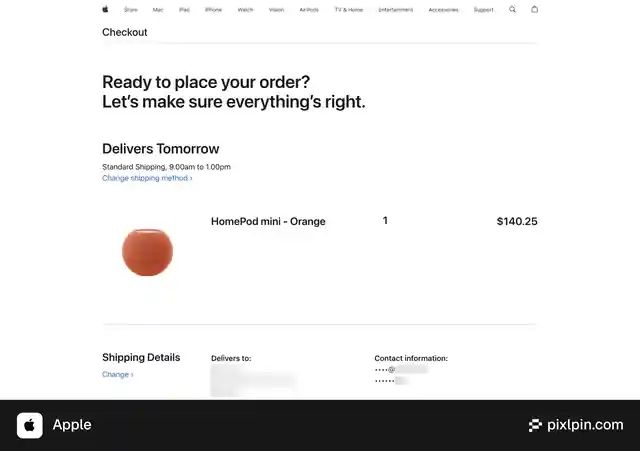 Store Mac iPad iPhone Watch Vision AirPods TV & Home Entertainment Accessories Support
Checkout
Ready to place your order?
Let's make sure everything's right.
Delivers Tomorrow
Standard Shipping, 9.00am to 1.00pm
Change shipping method ›
HomePod mini - Orange 1 $140.25
Shipping Details Delivers to: Contact information:
Change ›
••••@
••••••
Apple pixlpin.com